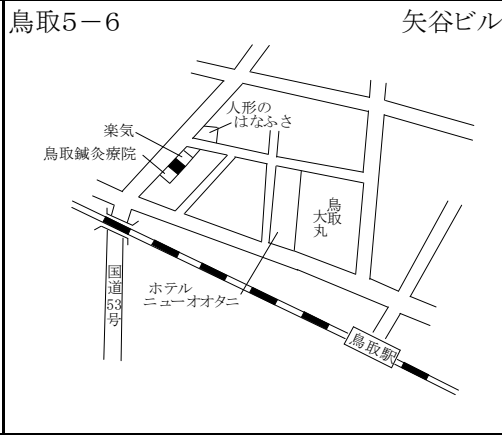 鳥取5-6
矢谷ビル
人形の
はなふさ
楽気
鳥取鍼灸療院
鳥取
大丸
国道53号
ホテル
ニューオオタニ
鳥取駅